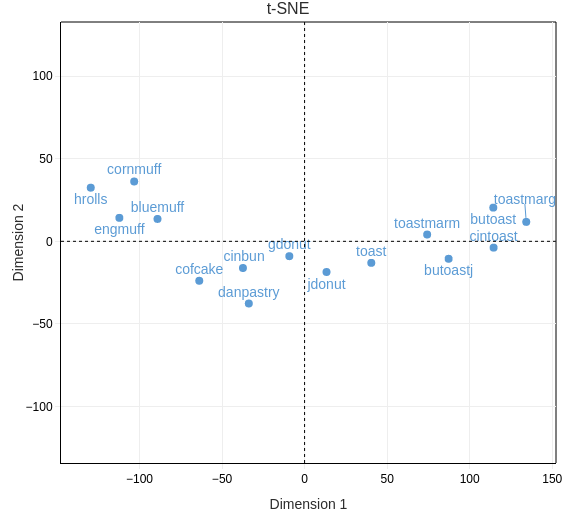 t-SNE
100
50
0
−50
−100
Dimension 2
cornmuff
hrolls
bluemuff
engmuff
toastmarg
butoast
toastmarm
cintoast
gdonut
toast
cinbun
cofcake
butoastj
jdonut
danpastry
−100
−50
0
50
100
150
Dimension 1